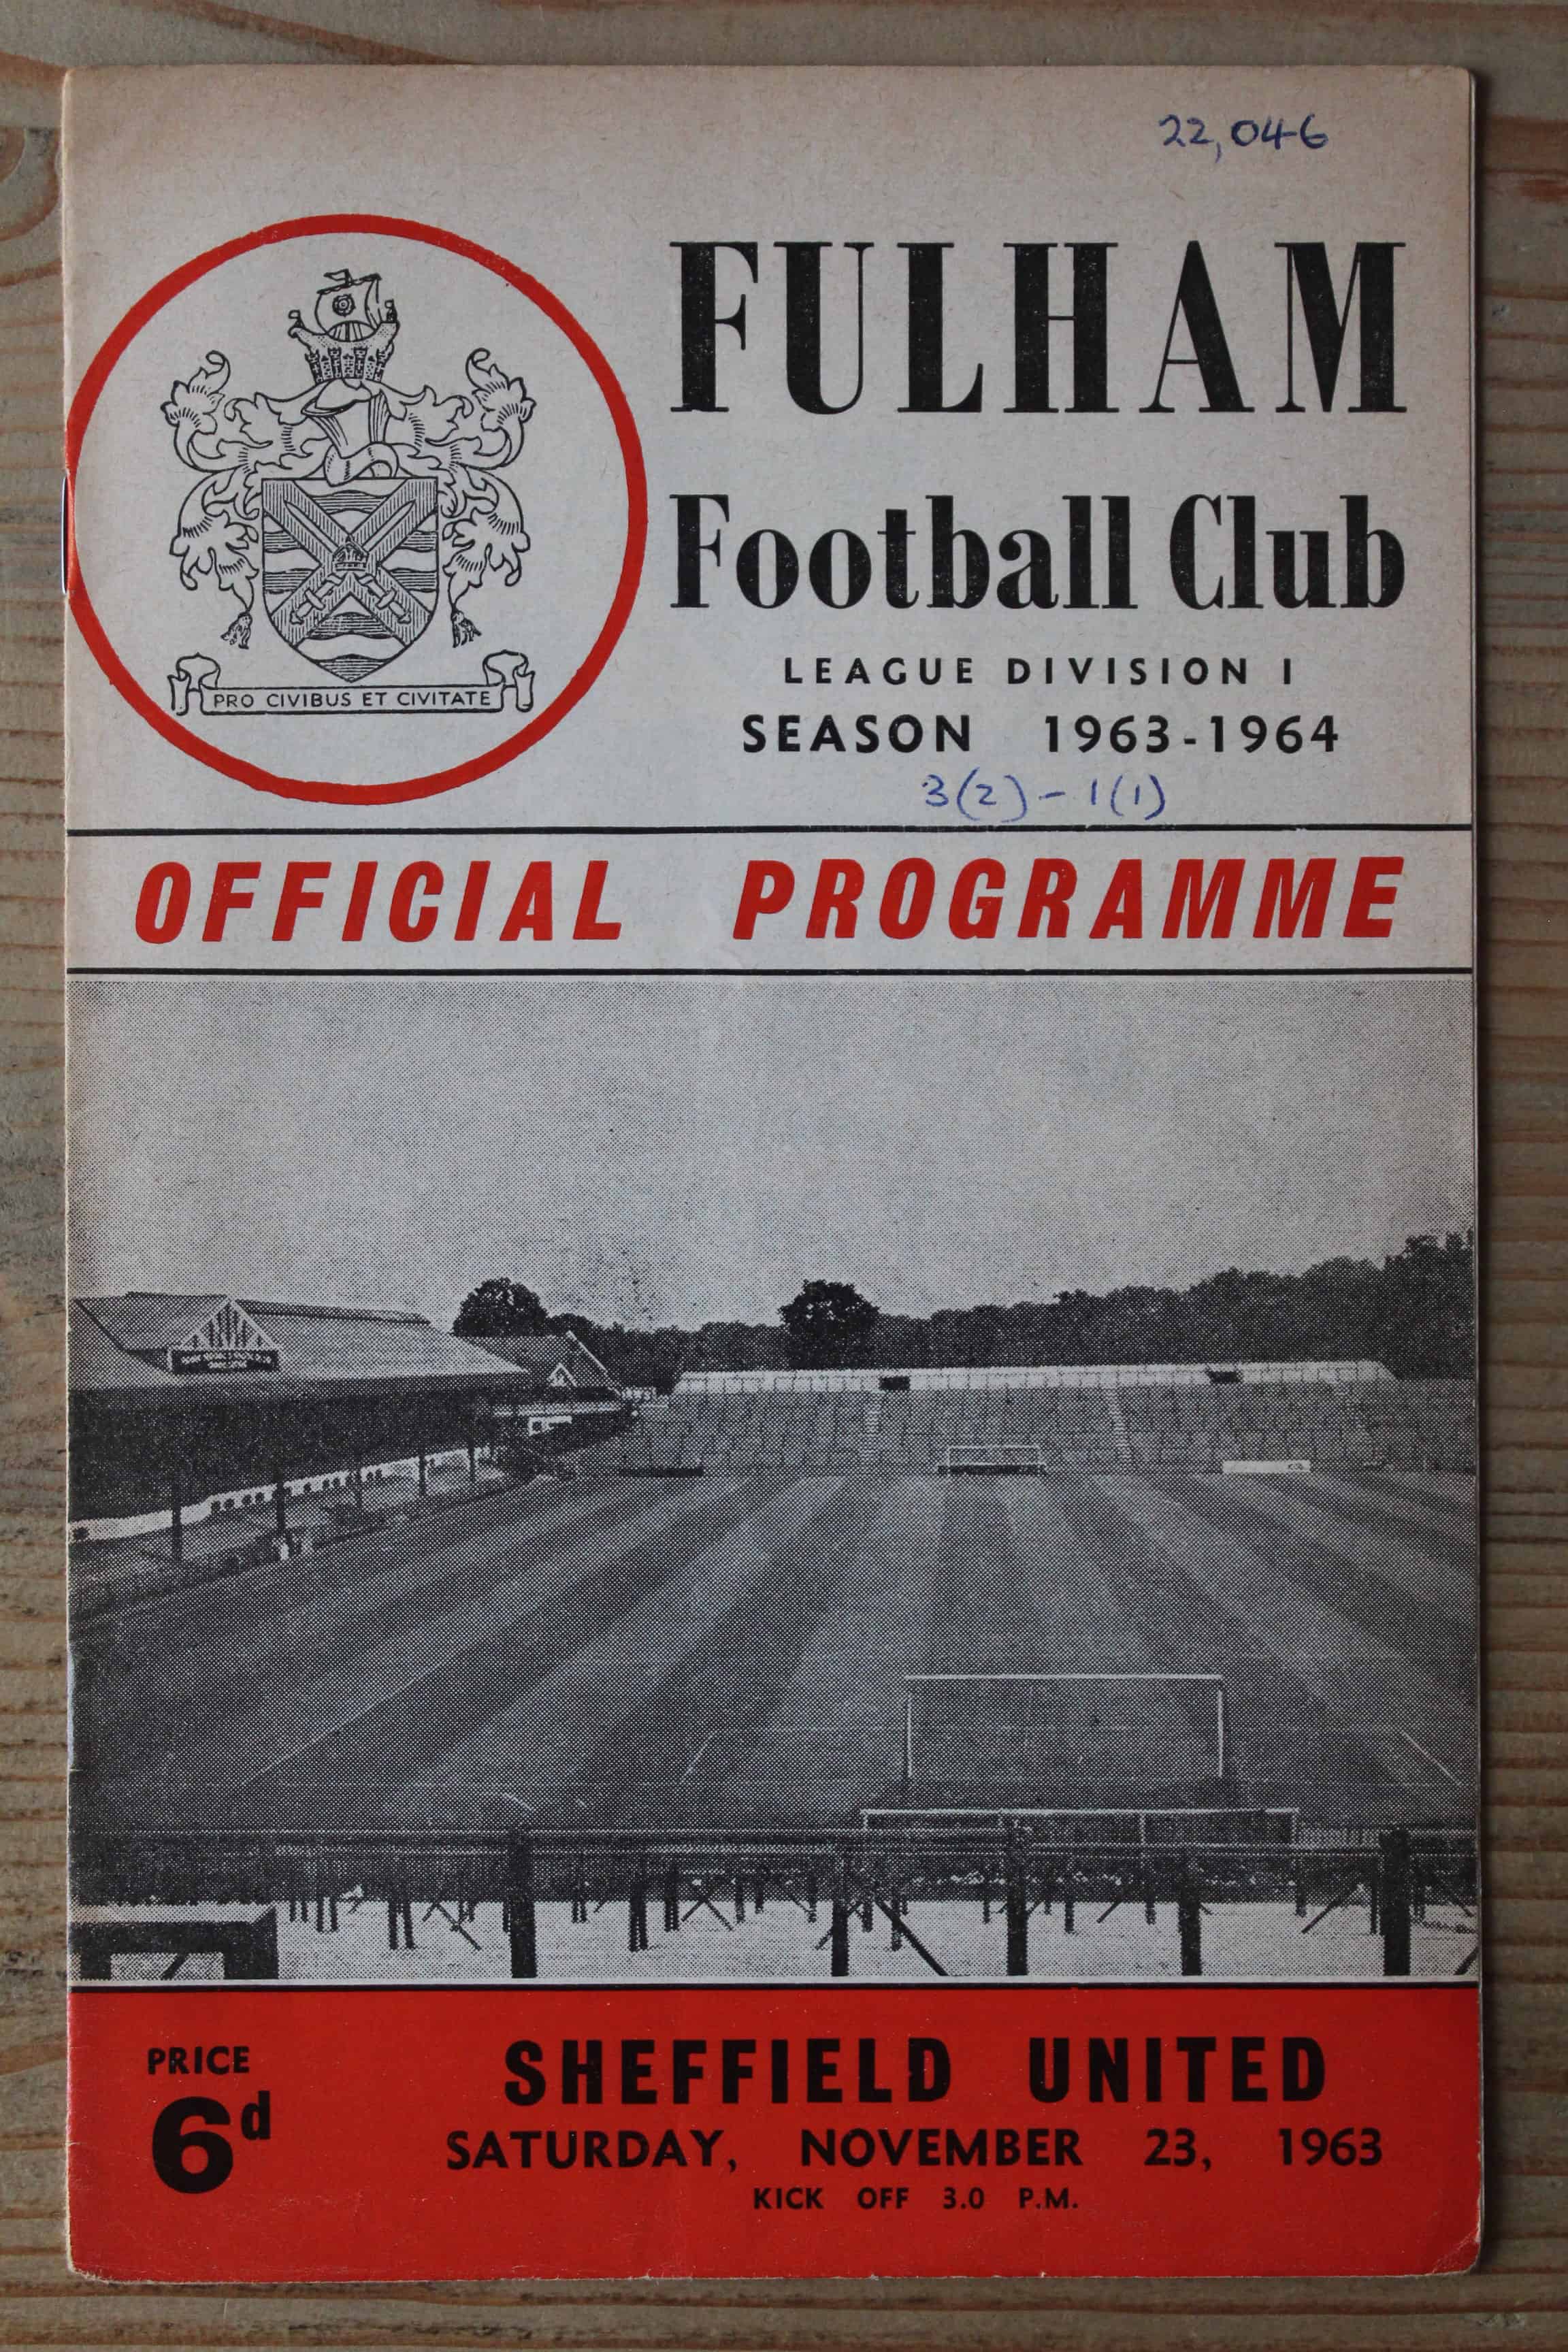 22,046
FULHAM
Football Club
LEAGUE DIVISION I
SEASON 1963-1964
3(2) - 1(1)
PRO CIVIBUS ET CIVITATE
OFFICIAL PROGRAMME
PRICE
6d
SHEFFIELD UNITED
SATURDAY, NOVEMBER 23, 1963
KICK OFF 3.0 P.M.